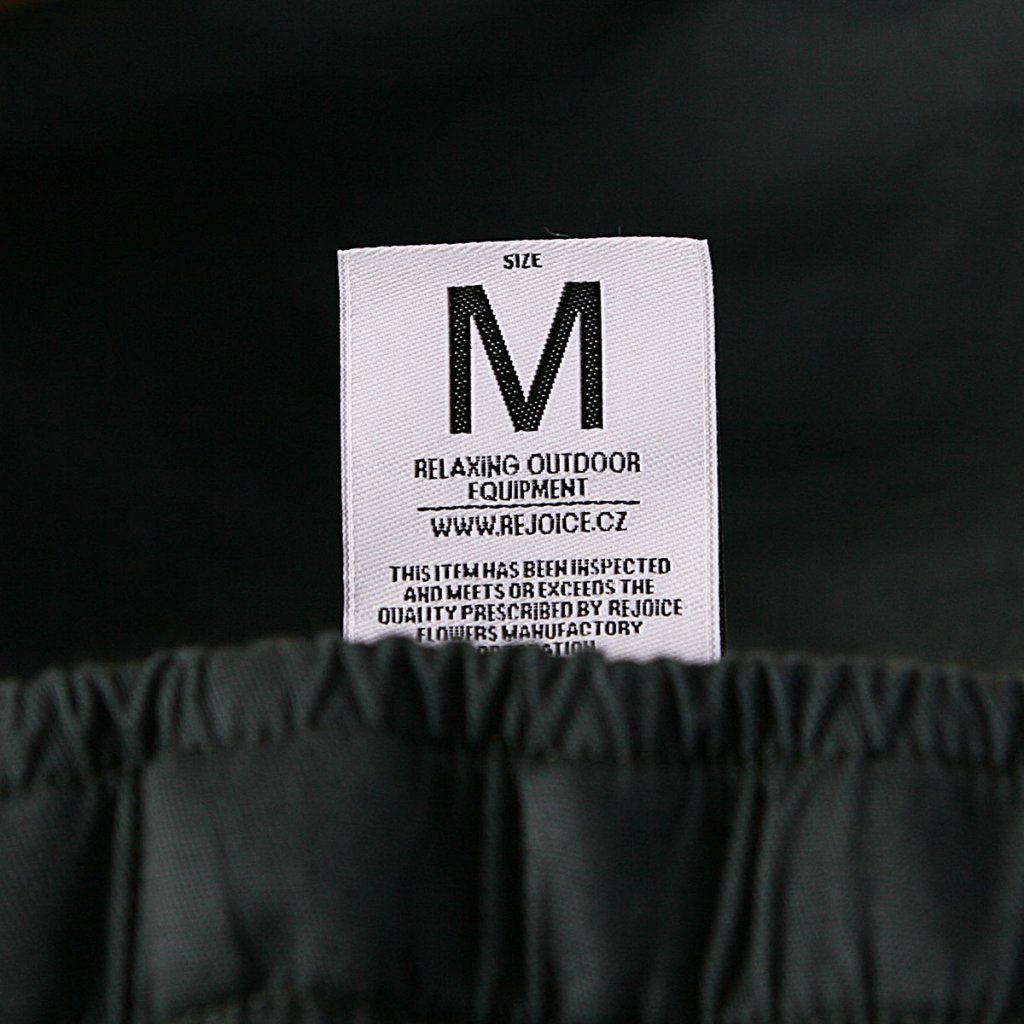 SIZE
M
RELAXING OUTDOOR
EQUIPMENT
WWW.REJOICE.CZ
THIS ITEM HAS BEEN INSPECTED
AND MEETS OR EXCEEDS THE
QUALITY PRESCRIBED BY REJOICE
FLOWERS MANUFACTORY